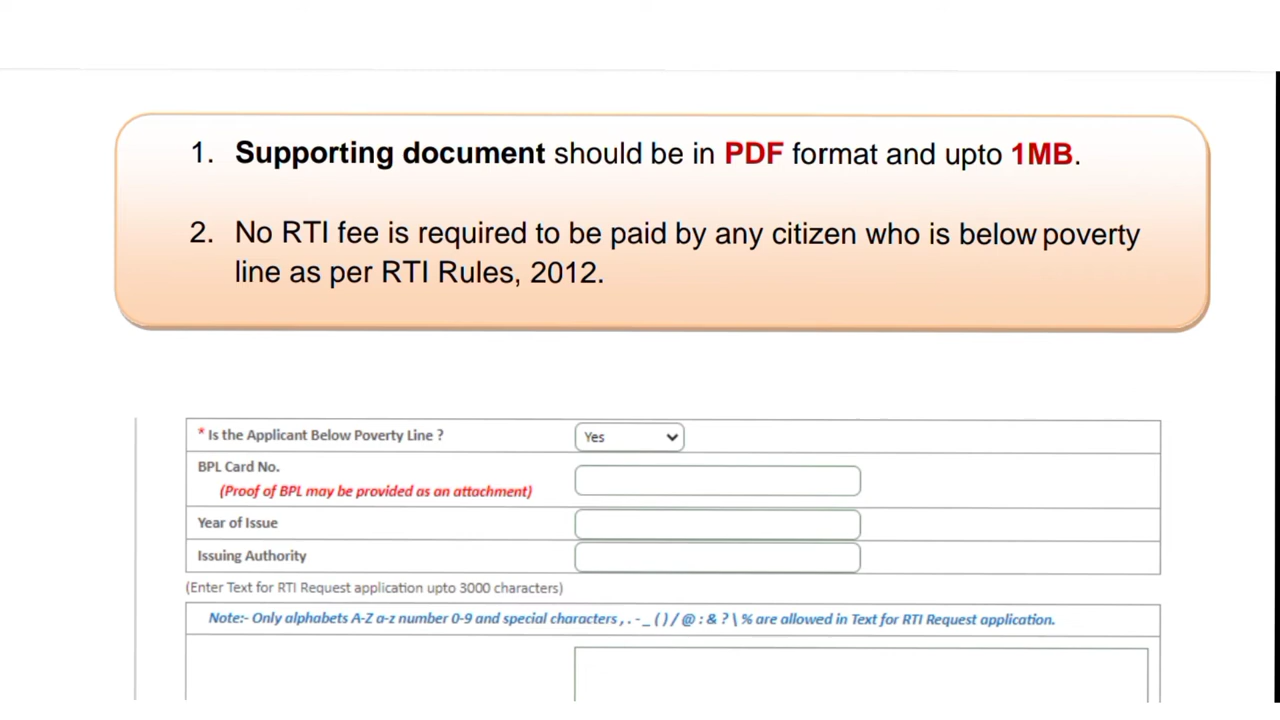 1. Supporting document should be in PDF format and upto 1MB.
2. No RTI fee is required to be paid by any citizen who is below poverty
line as per RTI Rules, 2012.
* Is the Applicant Below Poverty Line ? Yes
BPL Card No.
(Proof of BPL may be provided as an attachment)
Year of Issue
Issuing Authority
(Enter Text for RTI Request application upto 3000 characters)
Note:- Only alphabets A-Z a-z number 0-9 and special characters , . - _ ( ) / @ : & ? \ % are allowed in Text for RTI Request application.